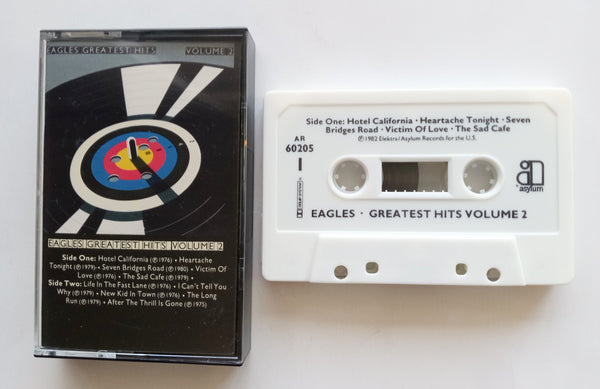 EAGLES GREATEST HITS VOLUME 2
EAGLES GREATEST HITS VOLUME 2
Side One: Hotel California (℗1976) • Heartache
Tonight (℗1979) • Seven Bridges Road (℗1980) • Victim Of
Love (℗1976) • The Sad Cafe (℗1979) •
Side Two: Life In The Fast Lane (℗1976) • I Can't Tell You
Why (℗1979) • New Kid In Town (℗1976) • The Long
Run (℗1979) • After The Thrill Is Gone (℗1975)
Side One: Hotel California • Heartache Tonight • Seven
Bridges Road • Victim Of Love • The Sad Cafe
℗1982 Elektra/Asylum Records for the U.S.
AR
60205
I
asylum
EAGLES • GREATEST HITS VOLUME 2